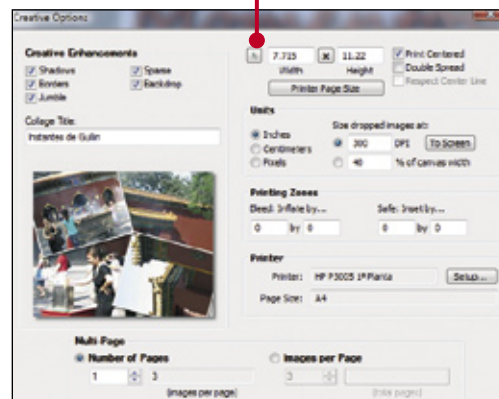 Creative Options
Creative Enhancements
Shadows
Sparse
Borders
Backdrop
Jumble
Collage Title:
Instantes de Guilin
7.715
x
11.22
Width
Height
Print Centered
Double Spread
Respect Center Line
Printer Page Size
Units
Inches
Centimeters
Pixels
Size dropped images at:
300
DPI
To Screen
40
% of canvas width
Printing Zones
Bleed: Inflate by...
Safe: Inset by...
0 by 0
0 by 0
Printer
Printer: HP P3005 1ª Planta
Setup...
Page Size: A4
Multi-Page
Number of Pages
Images per Page
1
3
3
(images per page)
(total pages)